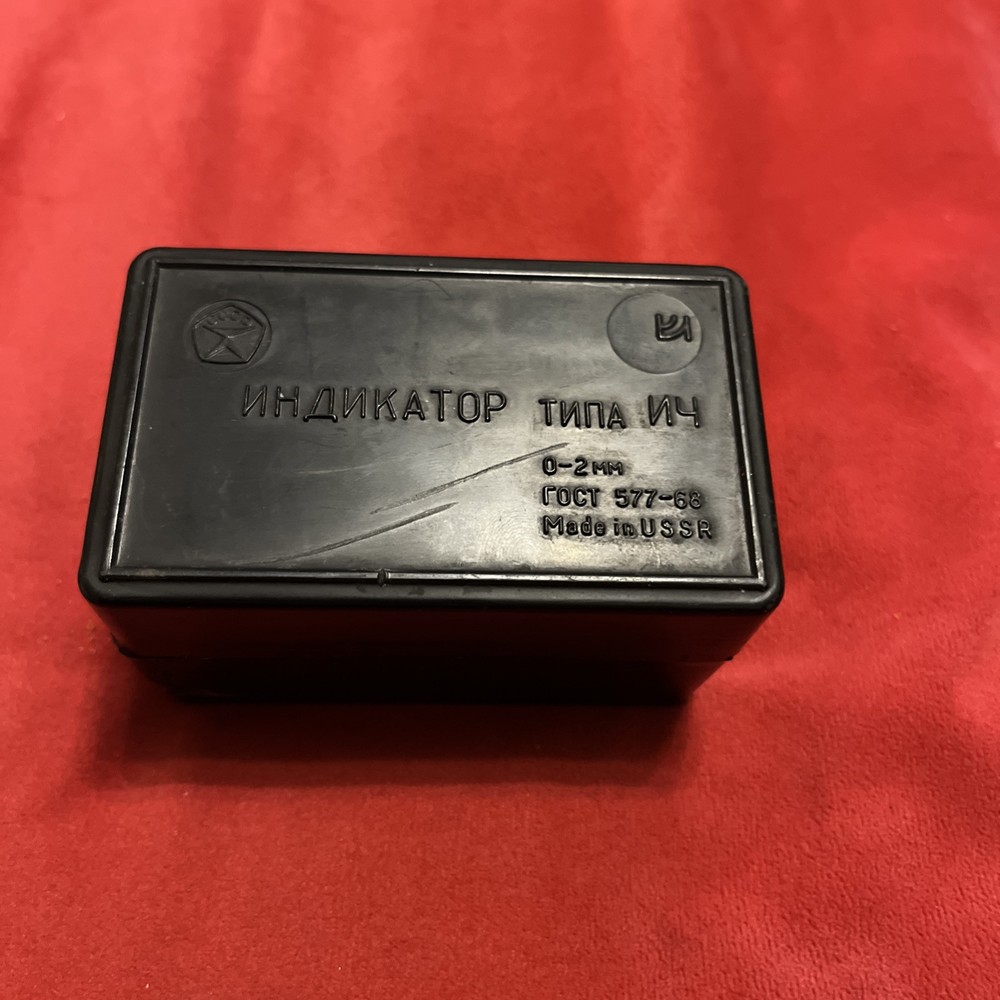 ИНДИКАТОР ТИПА ИЧ
0-2мм
ГОСТ 577-68
Made in USSR